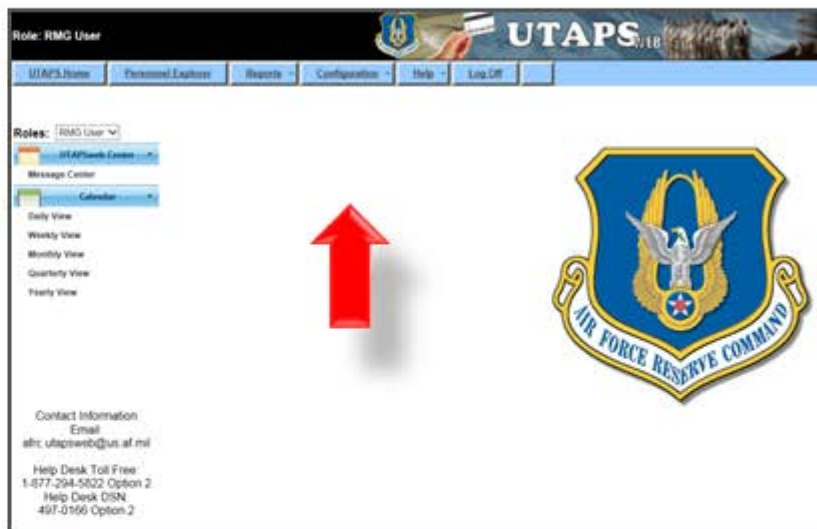 Role: RMG User
UTAPS WEB
UTAPS Home Personnel Explorer Reports Configuration Help Log Off
Roles: RMG User
UTAPSweb Center
Message Center
Calendar
Daily View
Weekly View
Monthly View
Quarterly View
Yearly View
AIR FORCE RESERVE COMMAND
Contact Information
Email
afrc.utapsweb@us.af.mil
Help Desk Toll Free
1-877-294-5822 Option 2
Help Desk DSN
497-0166 Option 2